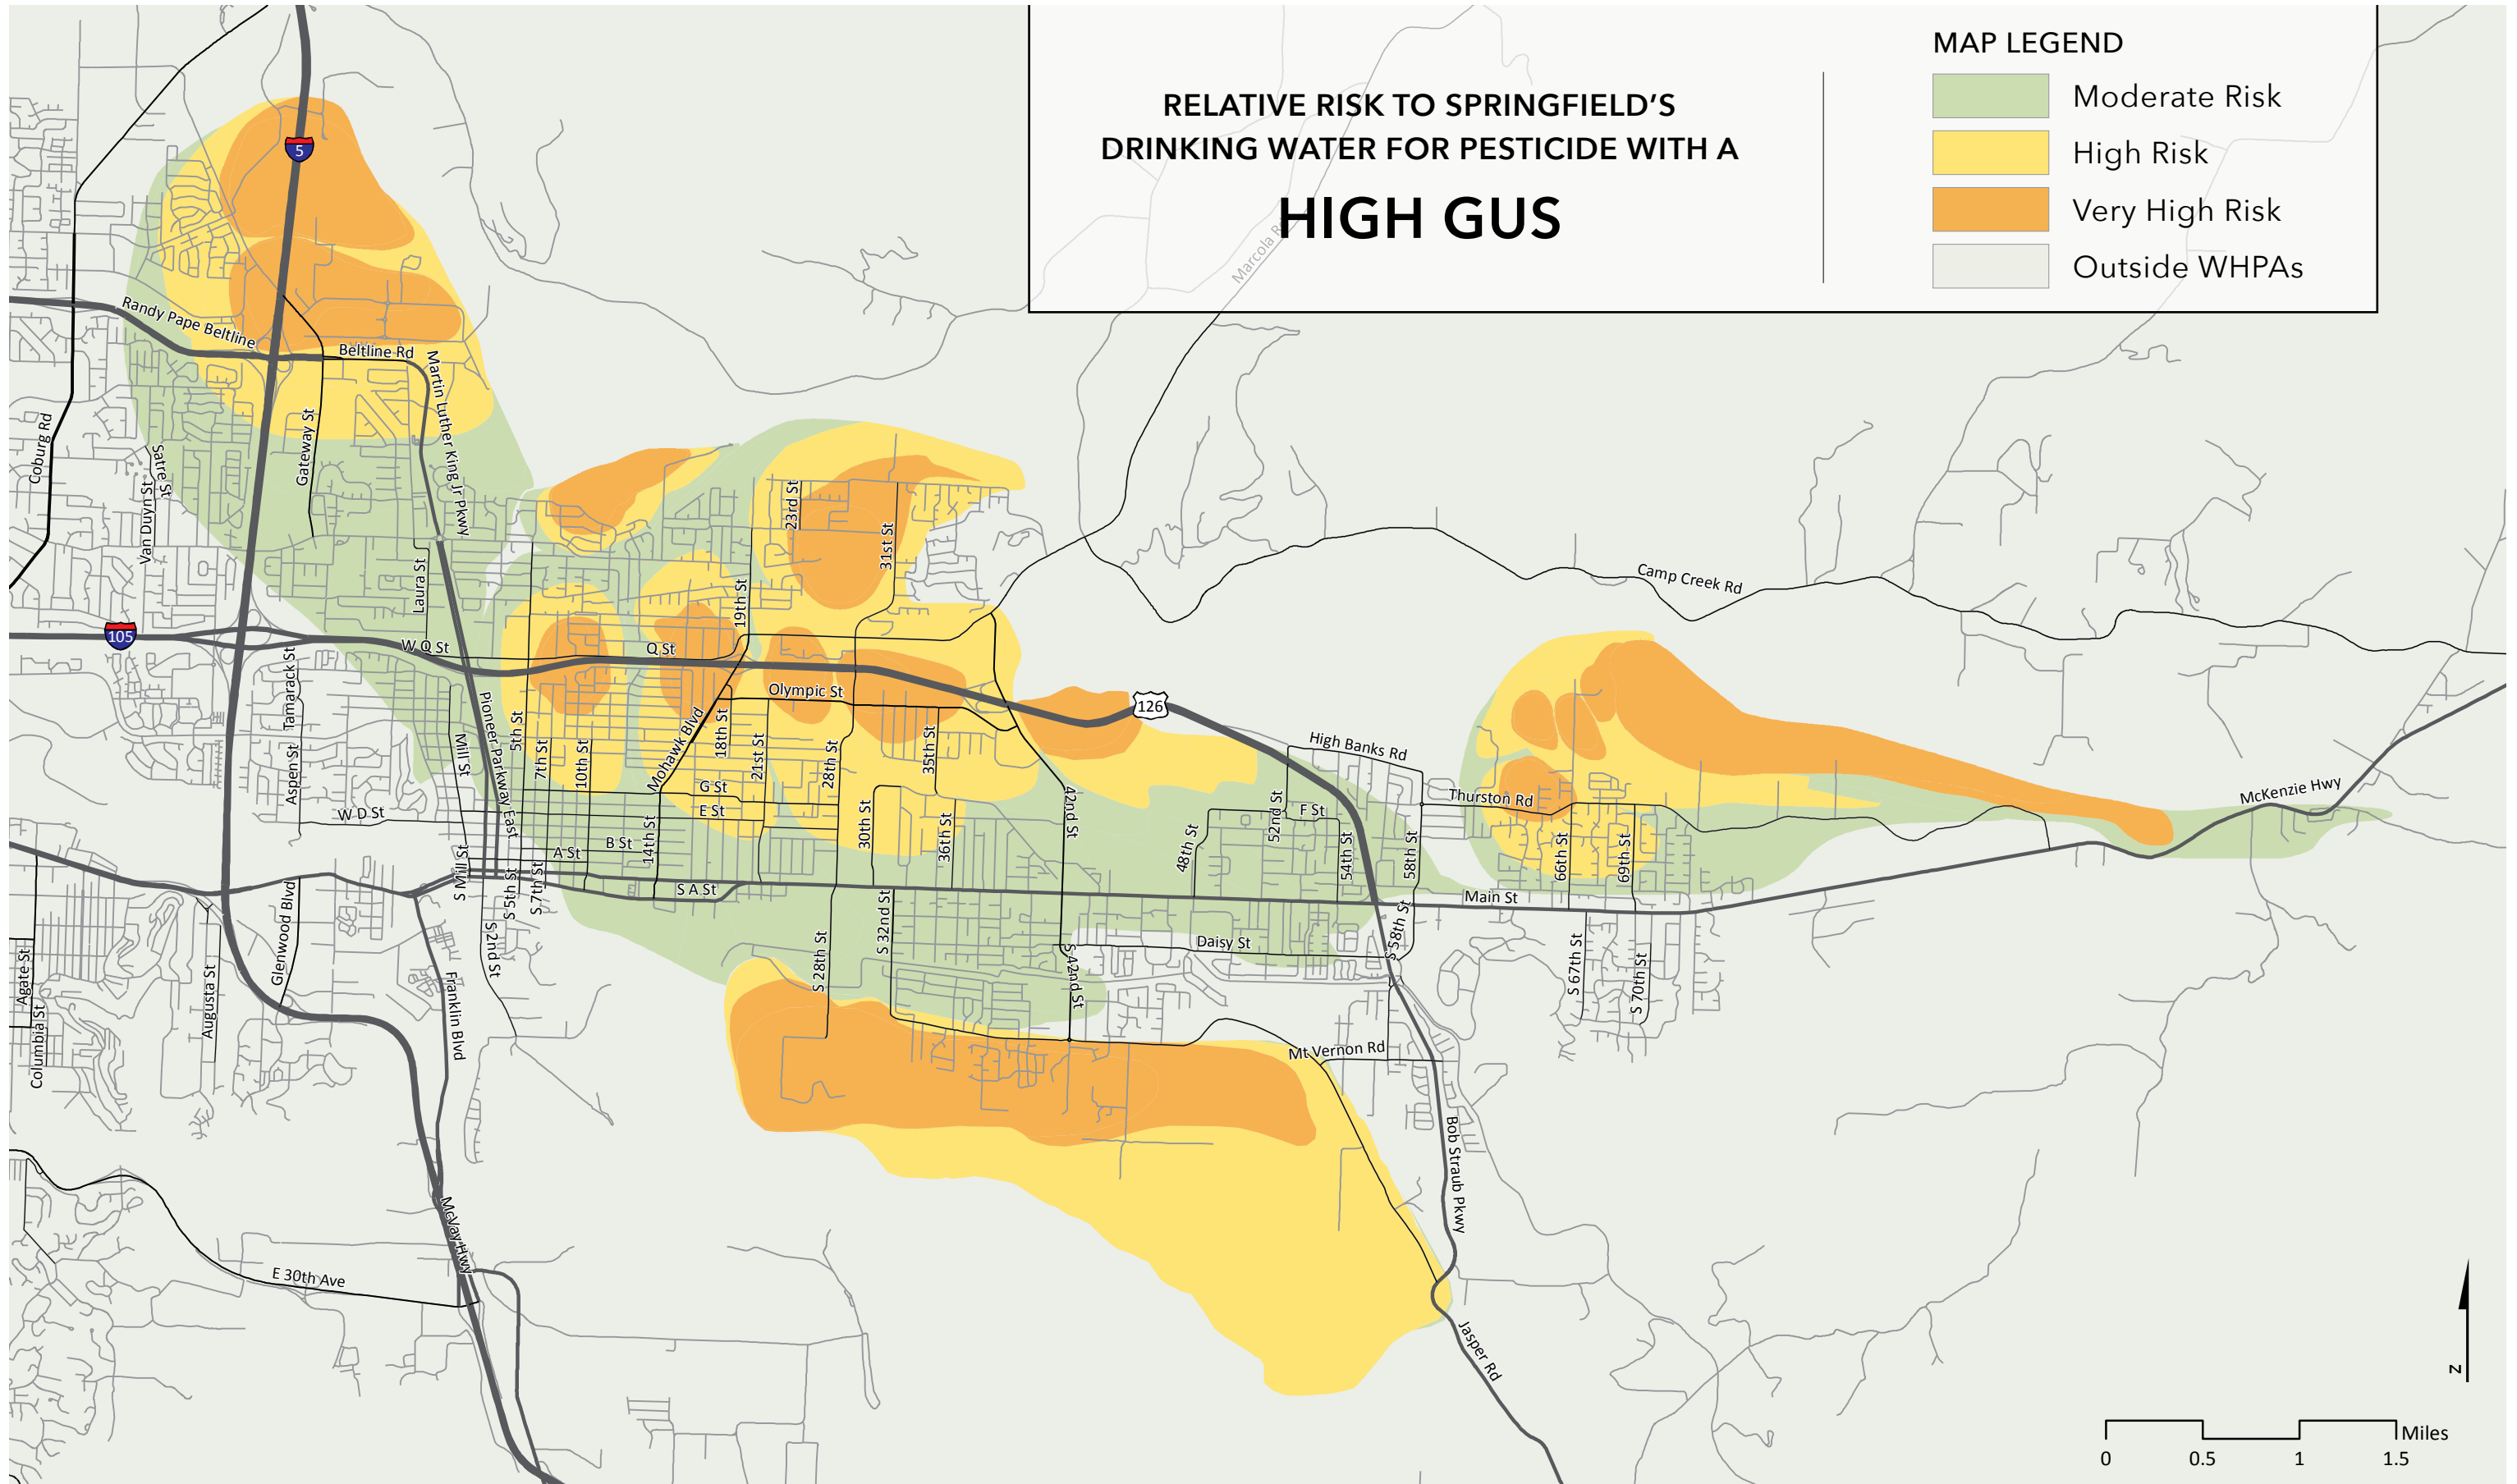 RELATIVE RISK TO SPRINGFIELD'S
DRINKING WATER FOR PESTICIDE WITH A
HIGH GUS
MAP LEGEND
Moderate Risk
High Risk
Very High Risk
Outside WHPAs
5
Marcola R
Randy Pape Beltline
Beltline Rd
Martin Luther King Jr Pkwy
Coburg Rd
Gateway St
Satre St
Van Duyn St
23rd St
31st St
Laura St
19th St
Camp Creek Rd
105
W Q St
Q St
Tamarack St
Olympic St
126
Pioneer Parkway East
5th St
Mohawk Blvd
18th St
35th St
High Banks Rd
Mill St
7th St
10th St
21st St
28th St
Aspen St
G St
42nd St
Thurston Rd
McKenzie Hwy
W D St
E St
30th St
36th St
52nd St
F St
B St
14th St
48th St
54th St
58th St
66th St
69th St
A St
S Mill St
S 5th St
S 7th St
S A St
Main St
Glenwood Blvd
S 2nd St
S 28th St
S 32nd St
S 42nd St
Daisy St
S 58th St
S 67th St
S 70th St
Agate St
Columbia St
Augusta St
Franklin Blvd
Mt Vernon Rd
Bob Straub Pkwy
McVay Hwy
E 30th Ave
Jasper Rd
N
Miles
0 0.5 1 1.5